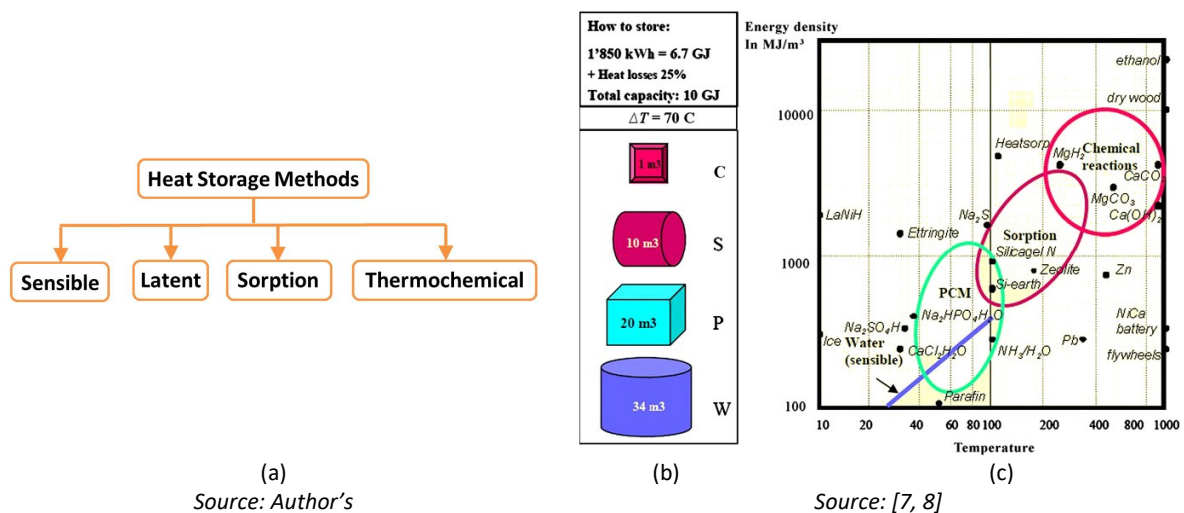 Heat Storage Methods
Sensible
Latent
Sorption
Thermochemical
(a)
Source: Author's
How to store:
1'850 kWh = 6.7 GJ
+ Heat losses 25%
Total capacity: 10 GJ
ΔT = 70 C
1 m3
C
10 m3
S
20 m3
P
34 m3
W
(b)
Energy density
In MJ/m³
10000
1000
100
ethanol
dry wood
Heatsorp
MgH₂
Chemical
reactions
CaCO
MgCO₃
Ca(OH)₂
LaNiH
Na₂S
Ettringite
Sorption
Silicagel N
Zeolite
Zn
Si-earth
PCM
Na₂HPO₄H₂O
Na₂SO₄H
NiCa
battery
Ice
Water
(sensible)
CaCl₂H₂O
NH₃/H₂O
Pb
flywheels
Parafin
10
20
40
60
80
100
200
400
800
1000
Temperature
(c)
Source: [7, 8]